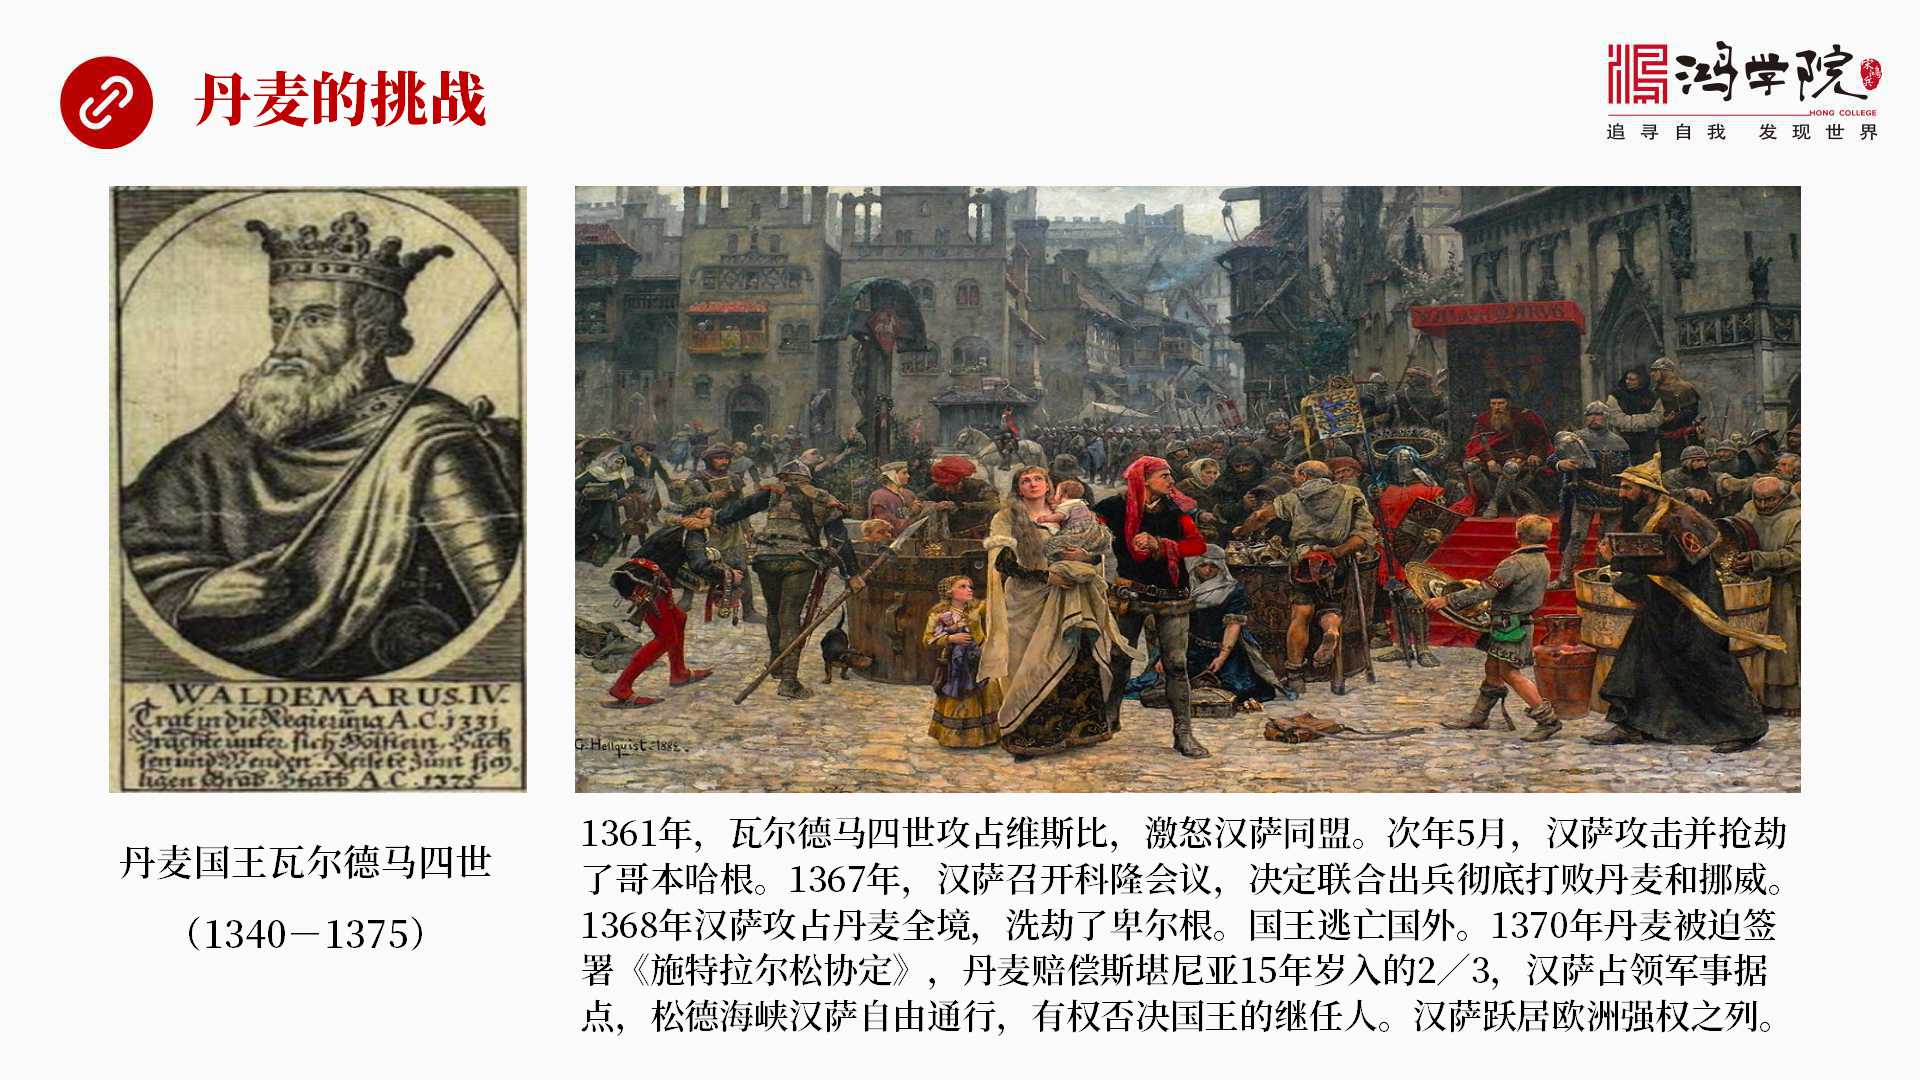 丹麦的挑战
鸿学院
宋鸿兵
HONG COLLEGE
追寻自我 发现世界
WALDEMARUS.IV.
Trat in die Regierung A.C.1331
brachte unter sich Holstein. Sach
sen und Wenden. Reisete zum hey
ligen Grab. Starb A.C.1375
WALDEMARUS
G. Hellquist-1882.
丹麦国王瓦尔德马四世
（1340－1375）
1361年，瓦尔德马四世攻占维斯比，激怒汉萨同盟。次年5月，汉萨攻击并抢劫
了哥本哈根。1367年，汉萨召开科隆会议，决定联合出兵彻底打败丹麦和挪威。
1368年汉萨攻占丹麦全境，洗劫了卑尔根。国王逃亡国外。1370年丹麦被迫签
署《施特拉尔松协定》，丹麦赔偿斯堪尼亚15年岁入的2／3，汉萨占领军事据
点，松德海峡汉萨自由通行，有权否决国王的继任人。汉萨跃居欧洲强权之列。